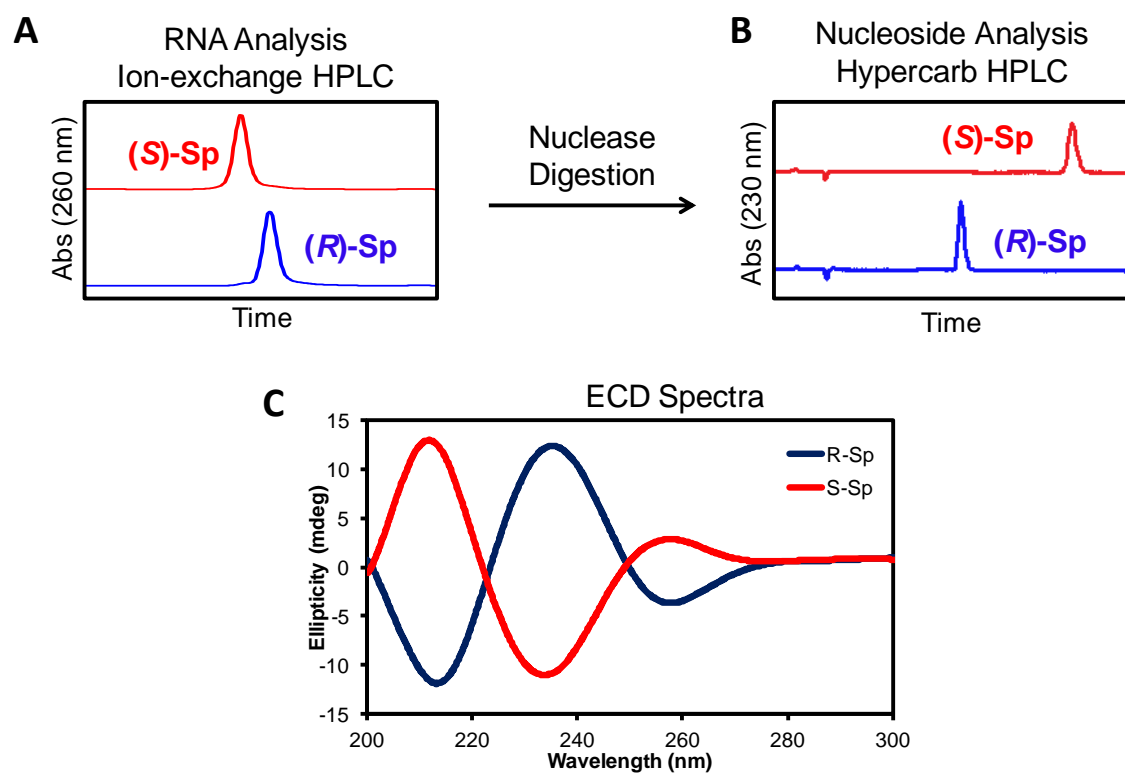 A
RNA Analysis
Ion-exchange HPLC
Abs (260 nm)
(S)-Sp
(R)-Sp
Time
Nuclease
Digestion
B
Nucleoside Analysis
Hypercarb HPLC
Abs (230 nm)
(S)-Sp
(R)-Sp
Time
C
ECD Spectra
Ellipticity (mdeg)
15
10
5
0
-5
-10
-15
R-Sp
S-Sp
200 220 240 260 280 300
Wavelength (nm)